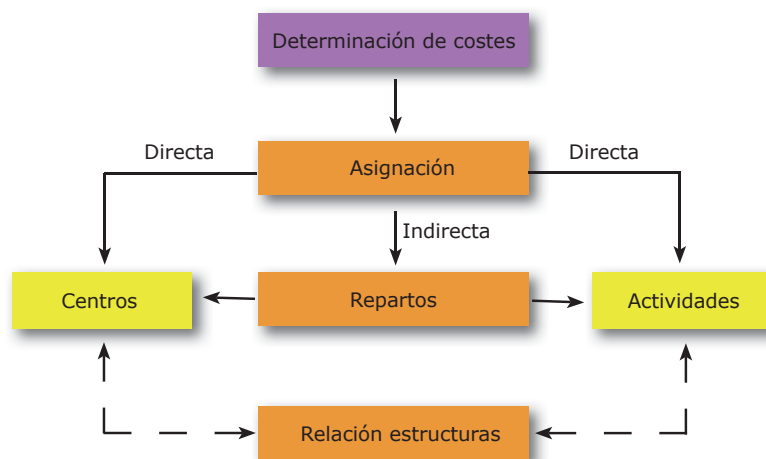 Determinación de costes
Directa
Asignación
Directa
Indirecta
Centros
Repartos
Actividades
Relación estructuras